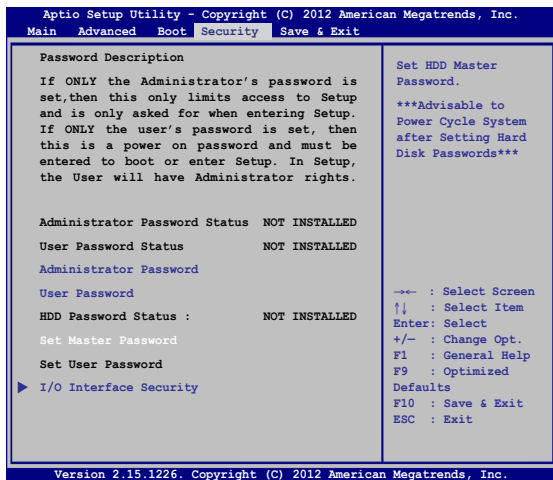 Aptio Setup Utility - Copyright (C) 2012 American Megatrends, Inc.
Main Advanced Boot Security Save & Exit
Password Description
If ONLY the Administrator's password is
set,then this only limits access to Setup
and is only asked for when entering Setup.
If ONLY the user's password is set, then
this is a power on password and must be
entered to boot or enter Setup. In Setup,
the User will have Administrator rights.
Administrator Password Status NOT INSTALLED
User Password Status NOT INSTALLED
Administrator Password
User Password
HDD Password Status : NOT INSTALLED
Set Master Password
Set User Password
I/O Interface Security
Set HDD Master
Password.
***Advisable to
Power Cycle System
after Setting Hard
Disk Passwords***
→← : Select Screen
↑↓ : Select Item
Enter: Select
+/— : Change Opt.
F1 : General Help
F9 : Optimized
Defaults
F10 : Save & Exit
ESC : Exit
Version 2.15.1226. Copyright (C) 2012 American Megatrends, Inc.